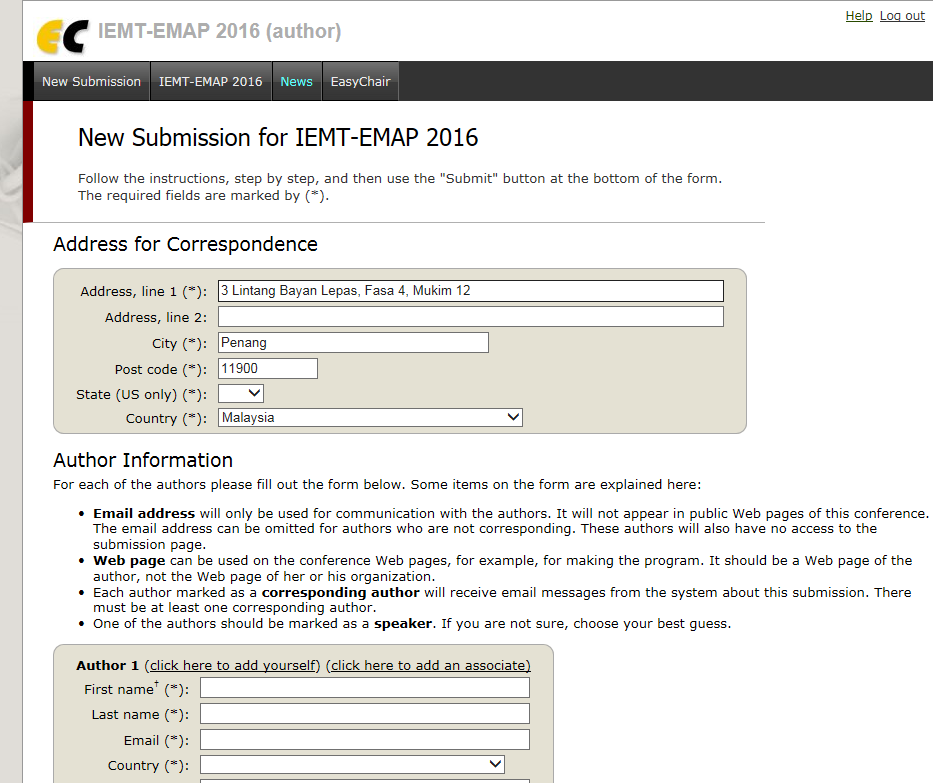 EC IEMT-EMAP 2016 (author)
Help Log out
New Submission IEMT-EMAP 2016 News EasyChair
New Submission for IEMT-EMAP 2016
Follow the instructions, step by step, and then use the "Submit" button at the bottom of the form.
The required fields are marked by (*).
Address for Correspondence
Address, line 1 (*): 3 Lintang Bayan Lepas, Fasa 4, Mukim 12
Address, line 2:
City (*): Penang
Post code (*): 11900
State (US only) (*):
Country (*): Malaysia
Author Information
For each of the authors please fill out the form below. Some items on the form are explained here:
• Email address will only be used for communication with the authors. It will not appear in public Web pages of this conference.
The email address can be omitted for authors who are not corresponding. These authors will also have no access to the
submission page.
• Web page can be used on the conference Web pages, for example, for making the program. It should be a Web page of the
author, not the Web page of her or his organization.
• Each author marked as a corresponding author will receive email messages from the system about this submission. There
must be at least one corresponding author.
• One of the authors should be marked as a speaker. If you are not sure, choose your best guess.
Author 1 (click here to add yourself) (click here to add an associate)
First name† (*):
Last name (*):
Email (*):
Country (*):